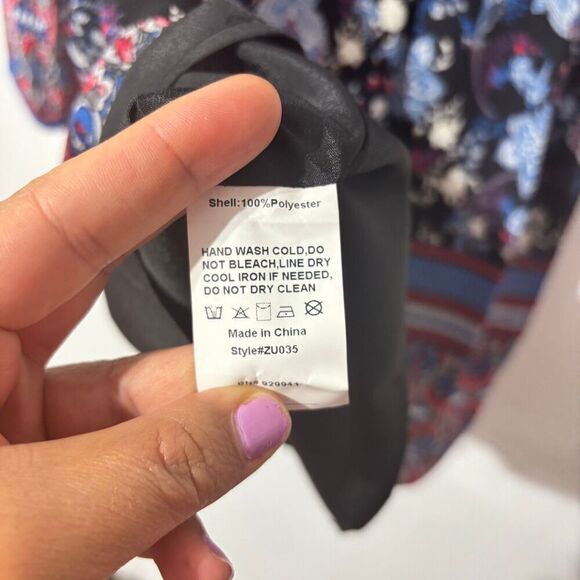 Shell:100%Polyester
HAND WASH COLD,DO
NOT BLEACH,LINE DRY
COOL IRON IF NEEDED,
DO NOT DRY CLEAN
Made in China
Style#ZU035